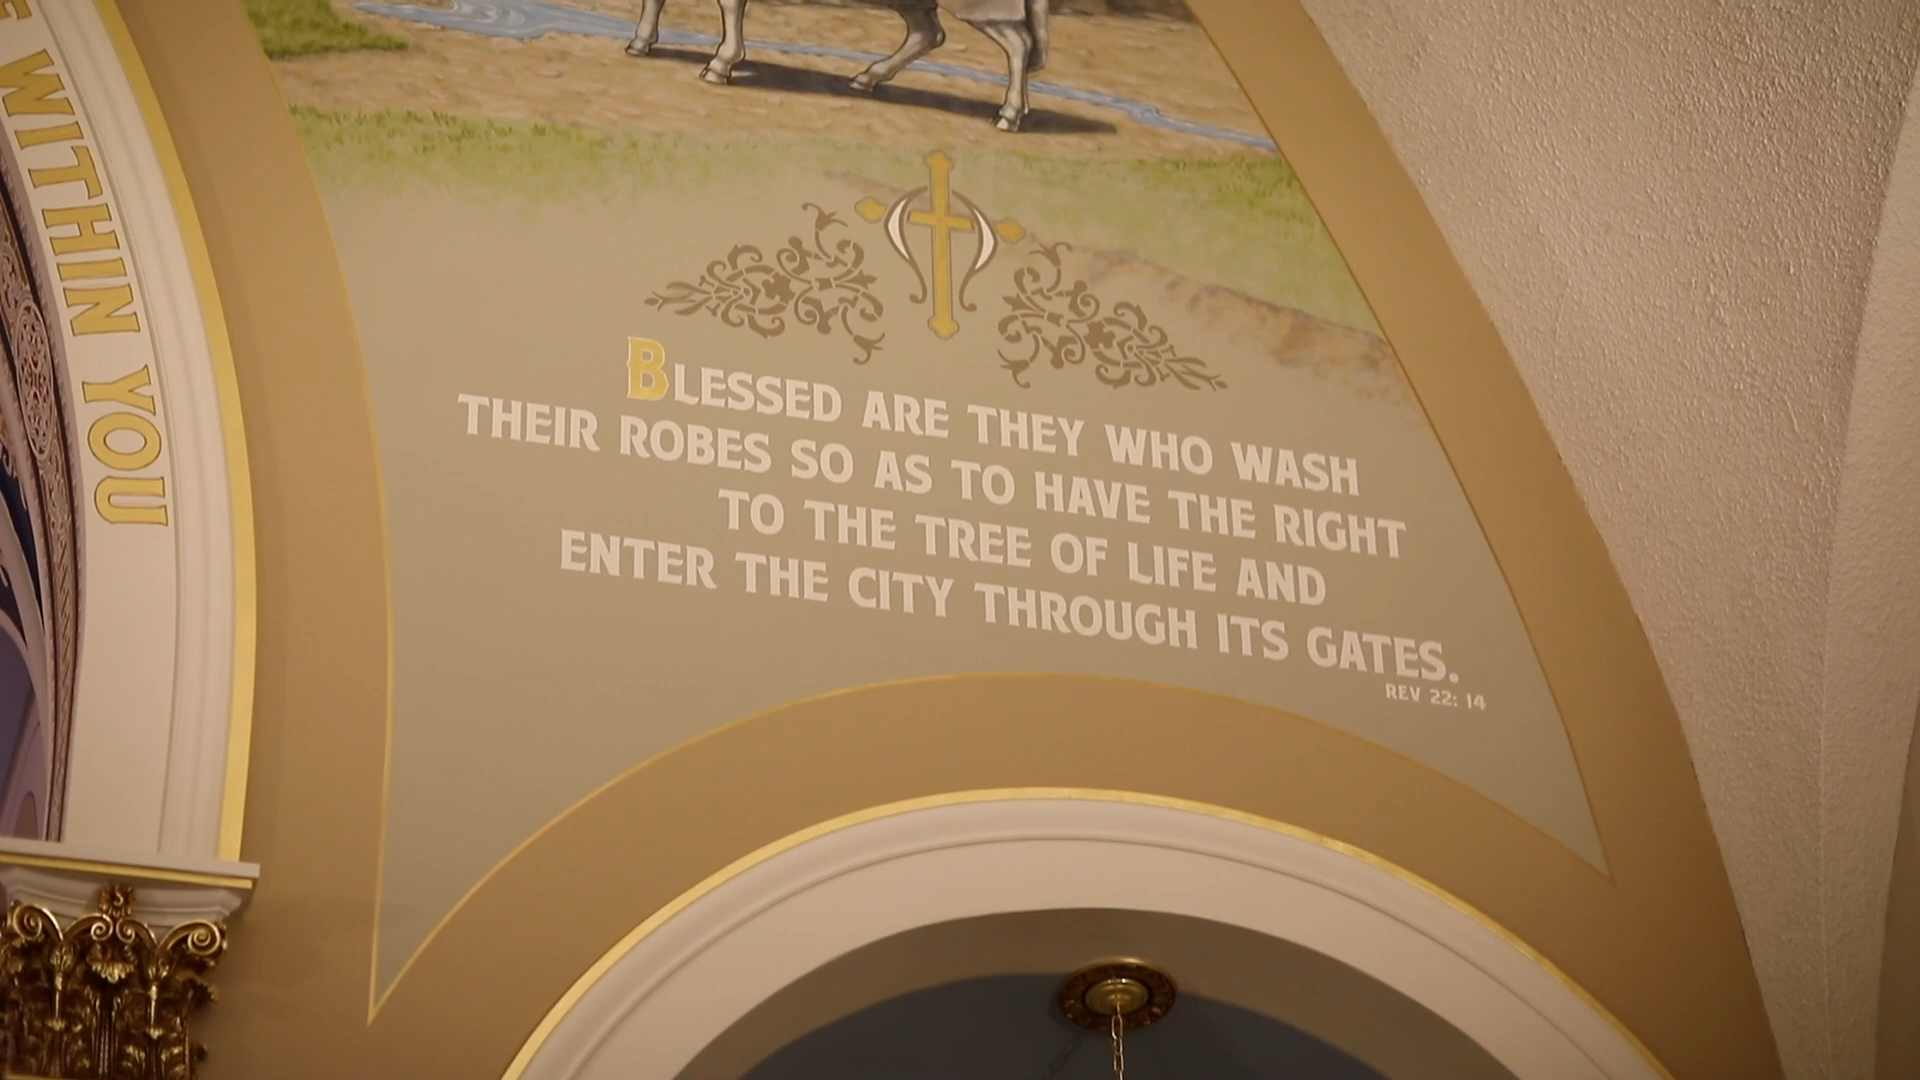 WITHIN YOU
BLESSED ARE THEY WHO WASH
THEIR ROBES SO AS TO HAVE THE RIGHT
TO THE TREE OF LIFE AND
ENTER THE CITY THROUGH ITS GATES.
REV 22: 14